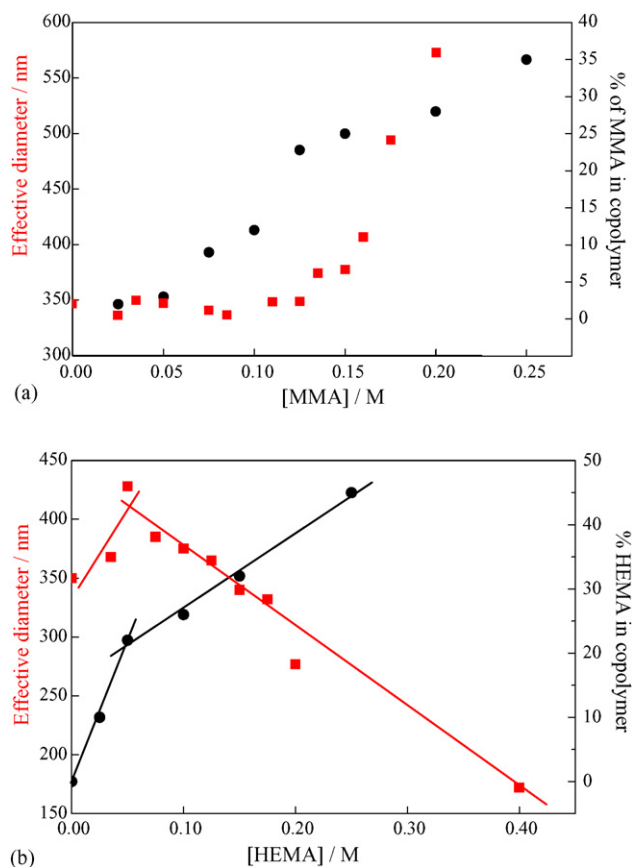 600
550
500
450
400
350
300
Effective diameter / nm
40
35
30
25
20
15
10
5
0
% of MMA in copolymer
0.00 0.05 0.10 0.15 0.20 0.25
[MMA] / M
(a)
450
400
350
300
250
200
150
Effective diameter / nm
50
40
30
20
10
0
% HEMA in copolymer
0.00 0.10 0.20 0.30 0.40
[HEMA] / M
(b)